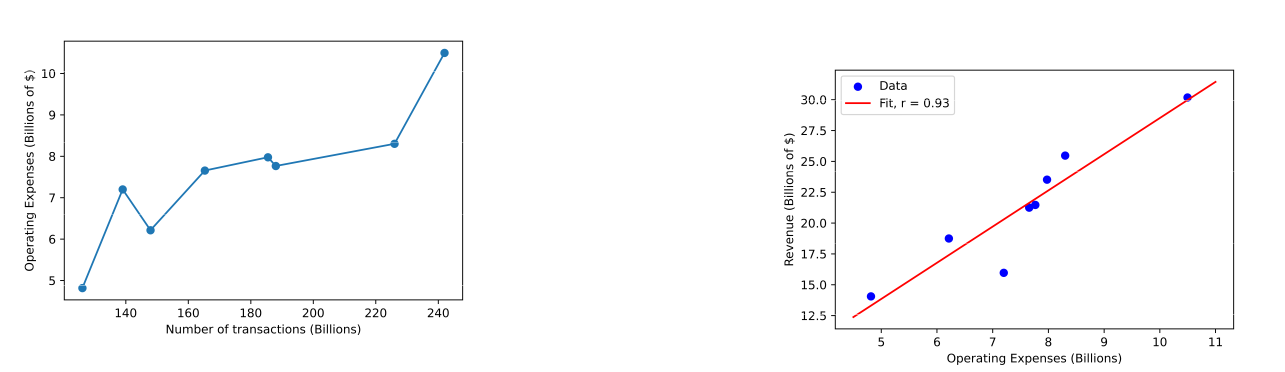 10
9
8
7
6
5
Operating Expenses (Billions of $)
140 160 180 200 220 240
Number of transactions (Billions)
Data
Fit, r = 0.93
30.0
27.5
25.0
22.5
20.0
17.5
15.0
12.5
Revenue (Billions of $)
5 6 7 8 9 10 11
Operating Expenses (Billions)